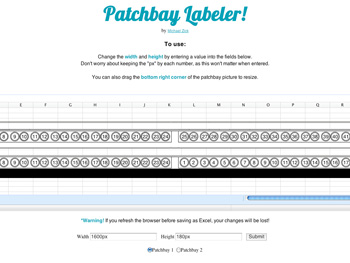 Patchbay Labeler!
By Michael Zink
To use:
Change the width and height by entering a value into the fields below.
Don't worry about keeping the "px" by each number, as this won't matter when entered.
You can also drag the bottom right corner of the patchbay picture to resize.
E F G H I J K L M N O P Q R
8 9 10 11 12 13 14 15 16 17 18 19 20 21 22 23 24 25 26 27 28 29 30 31 32 33 34 35 36 37 38 39 40 41
8 9 10 11 12 13 14 15 16 17 18 19 20 21 22 23 24 1 2 3 4 5 6 7 8 9 10 11 12 13 14 15 16 17
*Warning! If you refresh the browser before saving as Excel, your changes will be lost!
Width 1600px Height 180px Submit
Patchbay 1 Patchbay 2